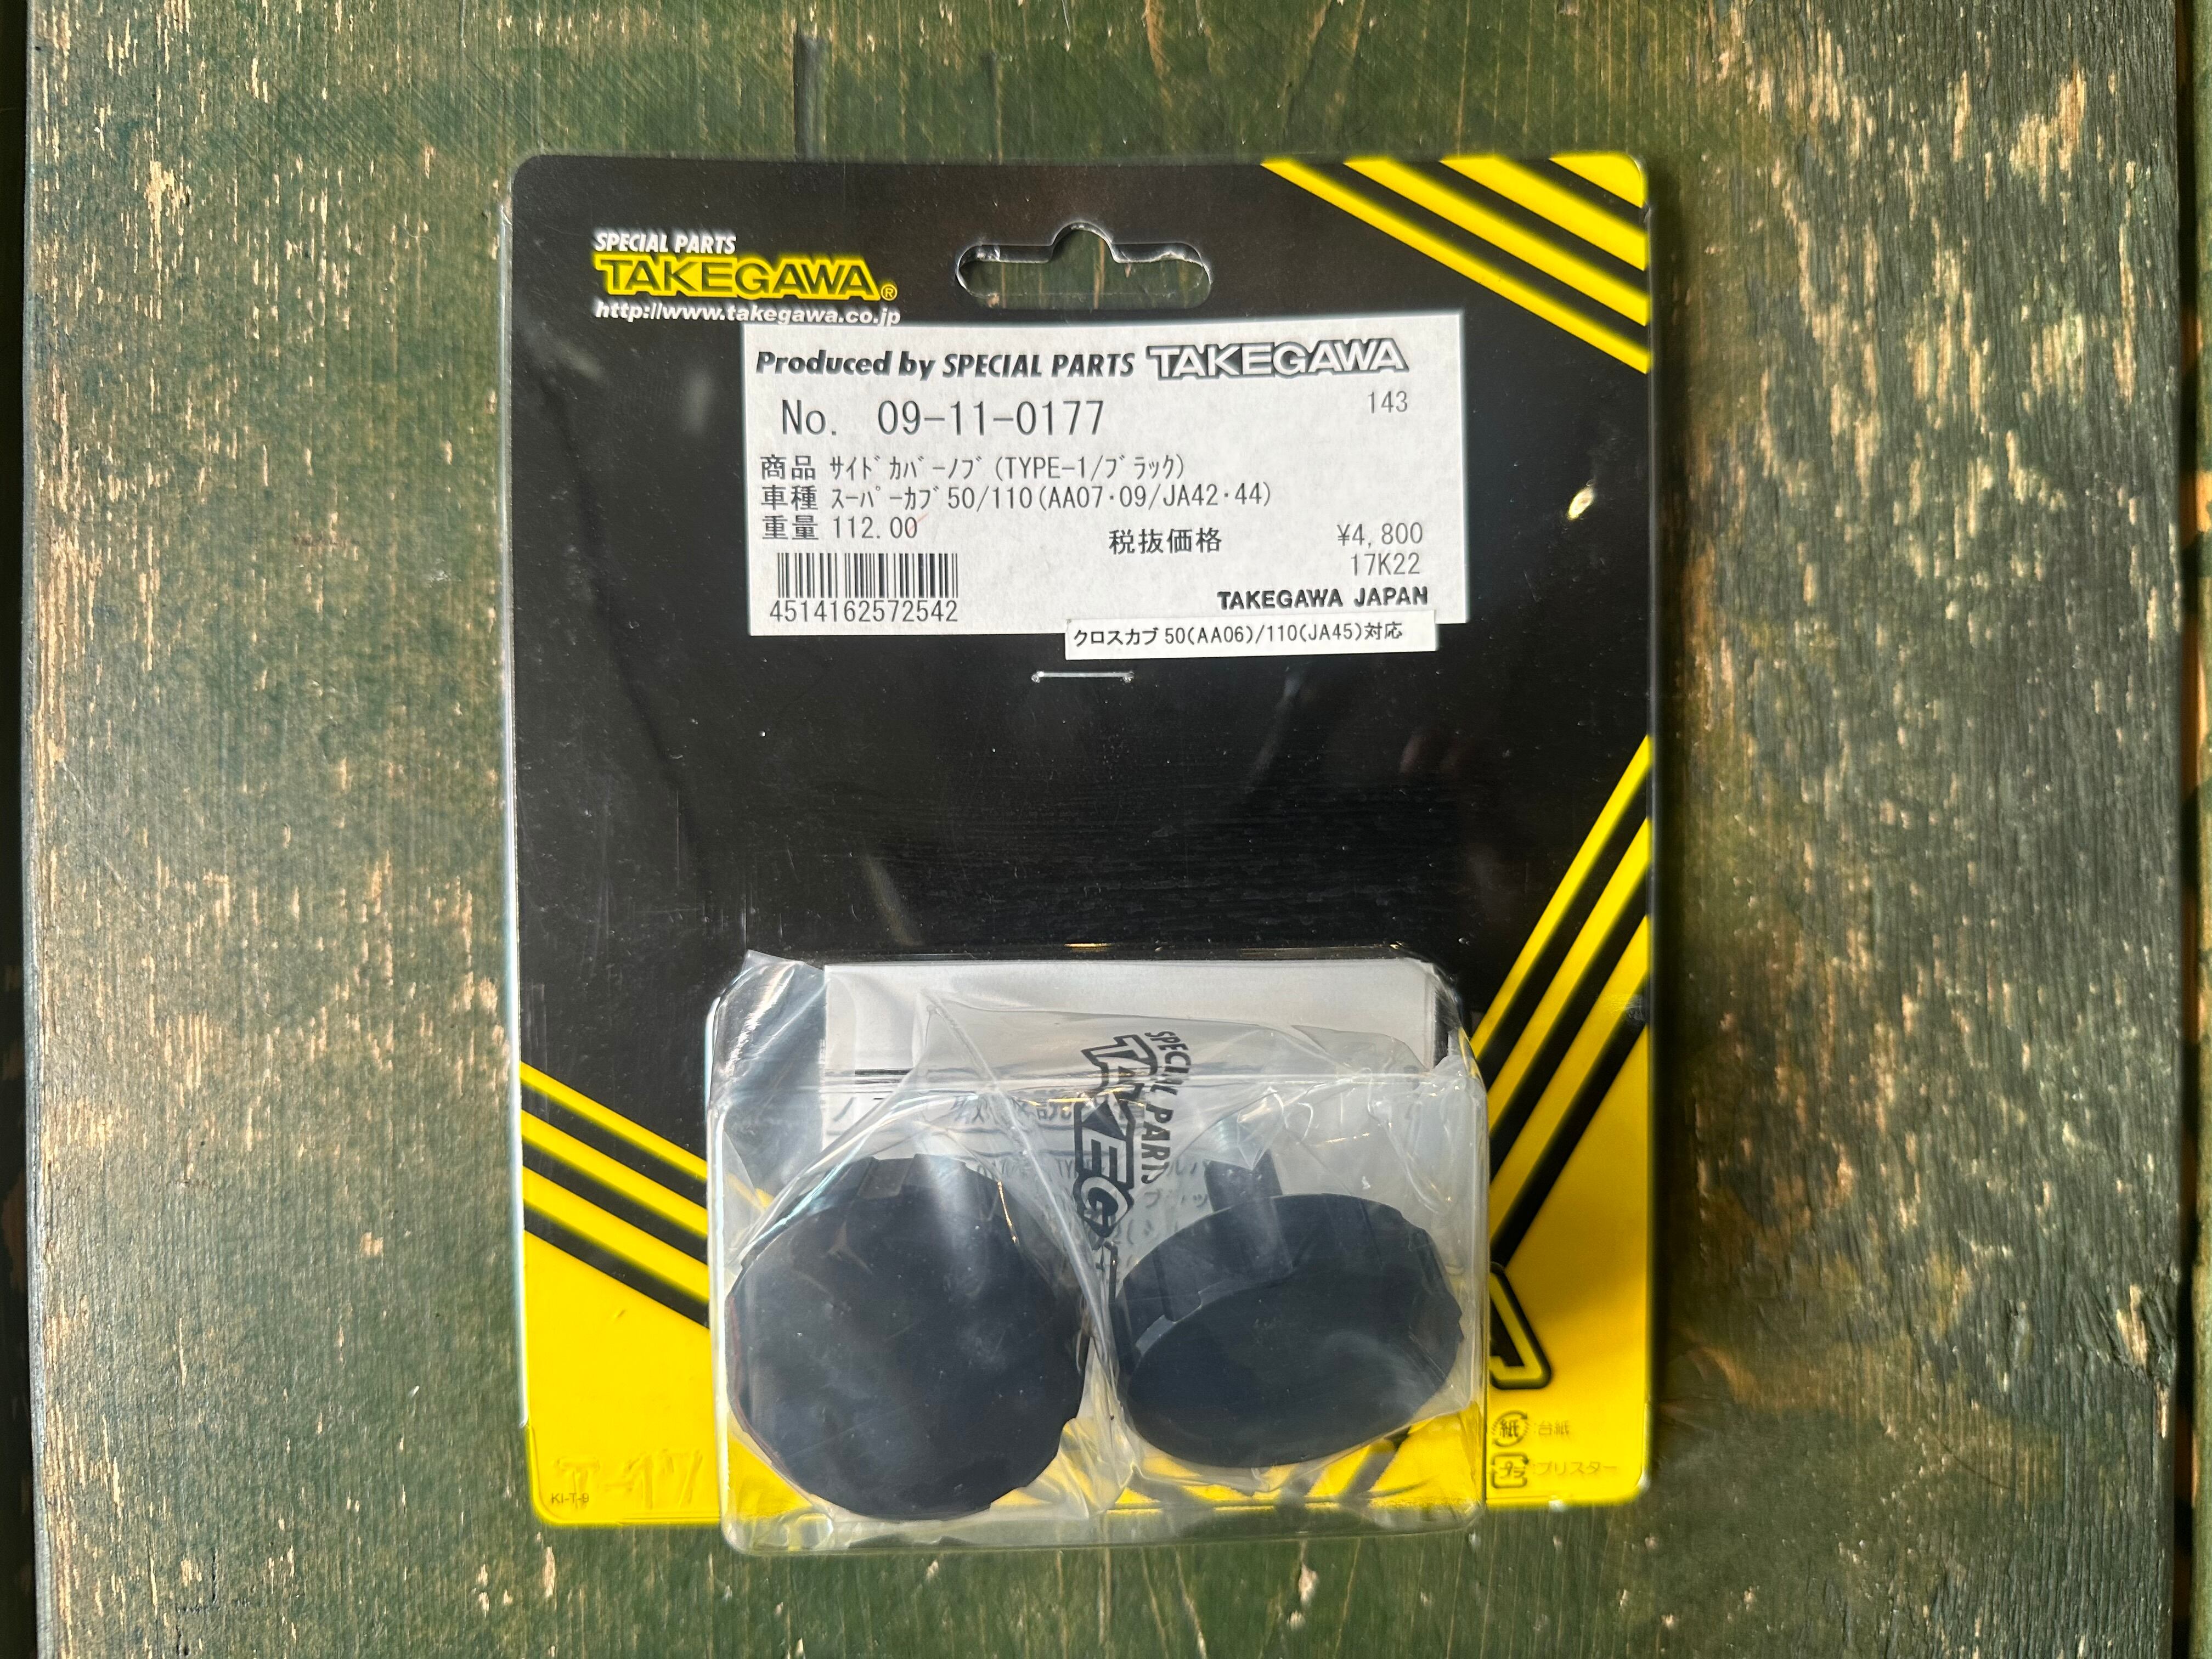 SPECIAL PARTS
TAKEGAWA®
http://www.takegawa.co.jp
Produced by SPECIAL PARTS TAKEGAWA
143
No. 09-11-0177
商品 ｻｲﾄﾞｶﾊﾞｰﾉﾌﾞ(TYPE-1/ﾌﾞﾗｯｸ)
車種 ｽｰﾊﾟｰｶﾌﾞ50/110(AA07･09/JA42･44)
重量 112.00
税抜価格 ¥4,800
17K22
4514162572542
TAKEGAWA JAPAN
クロスカブ 50(AA06)/110(JA45)対応
SPECIAL PARTS
紙:台紙
プラ:ブリスター
KI-T-9